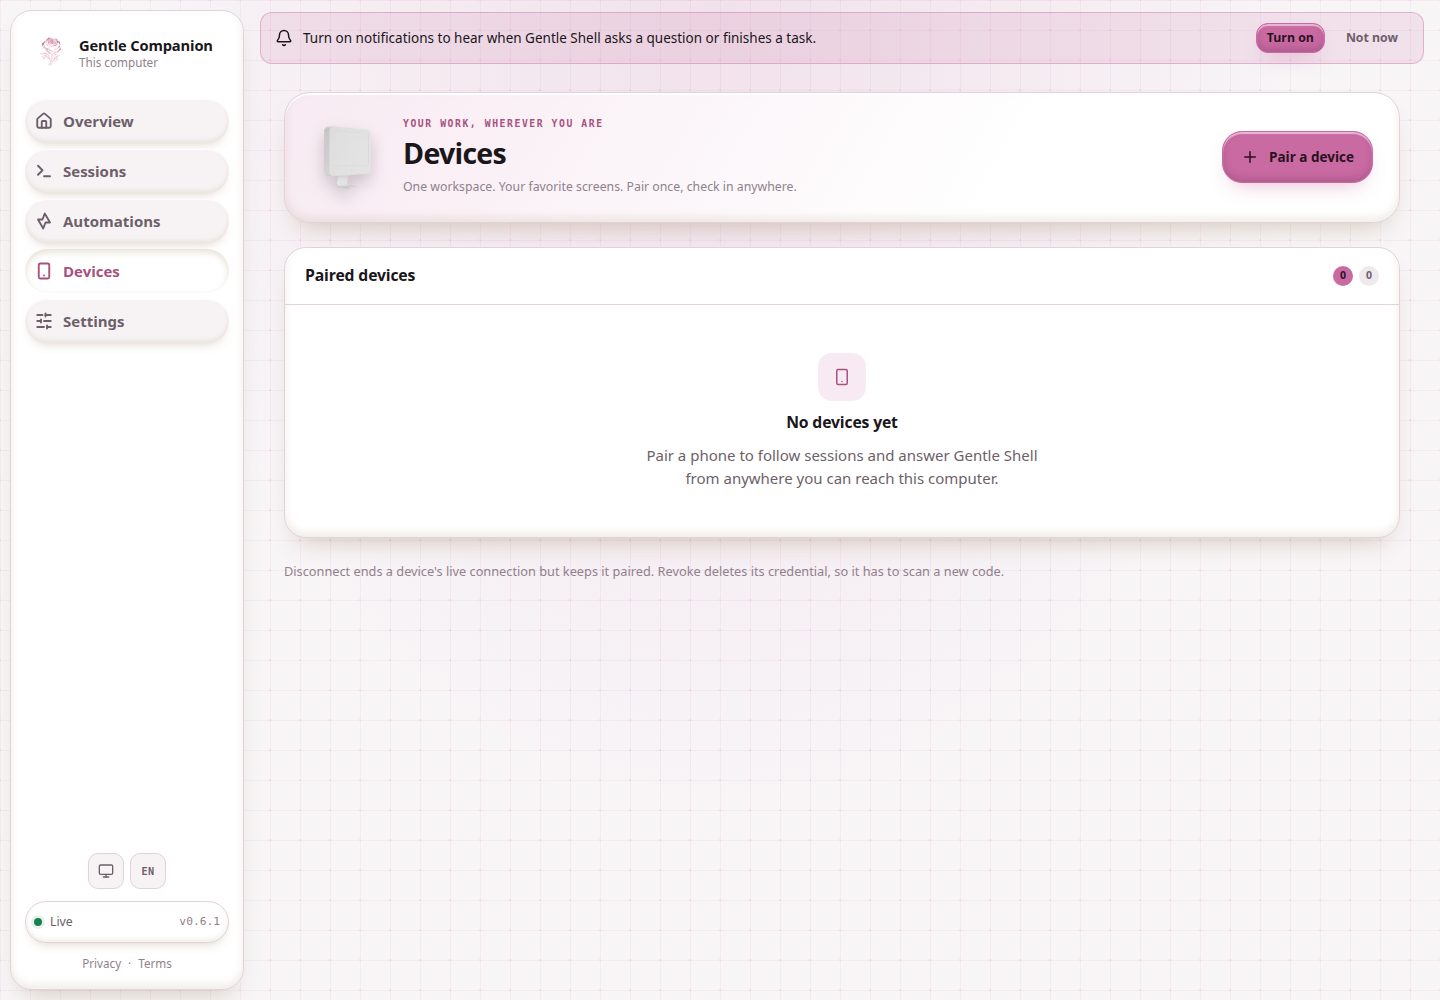 Gentle Companion
This computer
Overview
Sessions
Automations
Devices
Settings
EN
Live
v0.6.1
Privacy · Terms
Turn on notifications to hear when Gentle Shell asks a question or finishes a task.
Turn on
Not now
YOUR WORK, WHEREVER YOU ARE
Devices
One workspace. Your favorite screens. Pair once, check in anywhere.
Pair a device
Paired devices
0
0
No devices yet
Pair a phone to follow sessions and answer Gentle Shell
from anywhere you can reach this computer.
Disconnect ends a device's live connection but keeps it paired. Revoke deletes its credential, so it has to scan a new code.